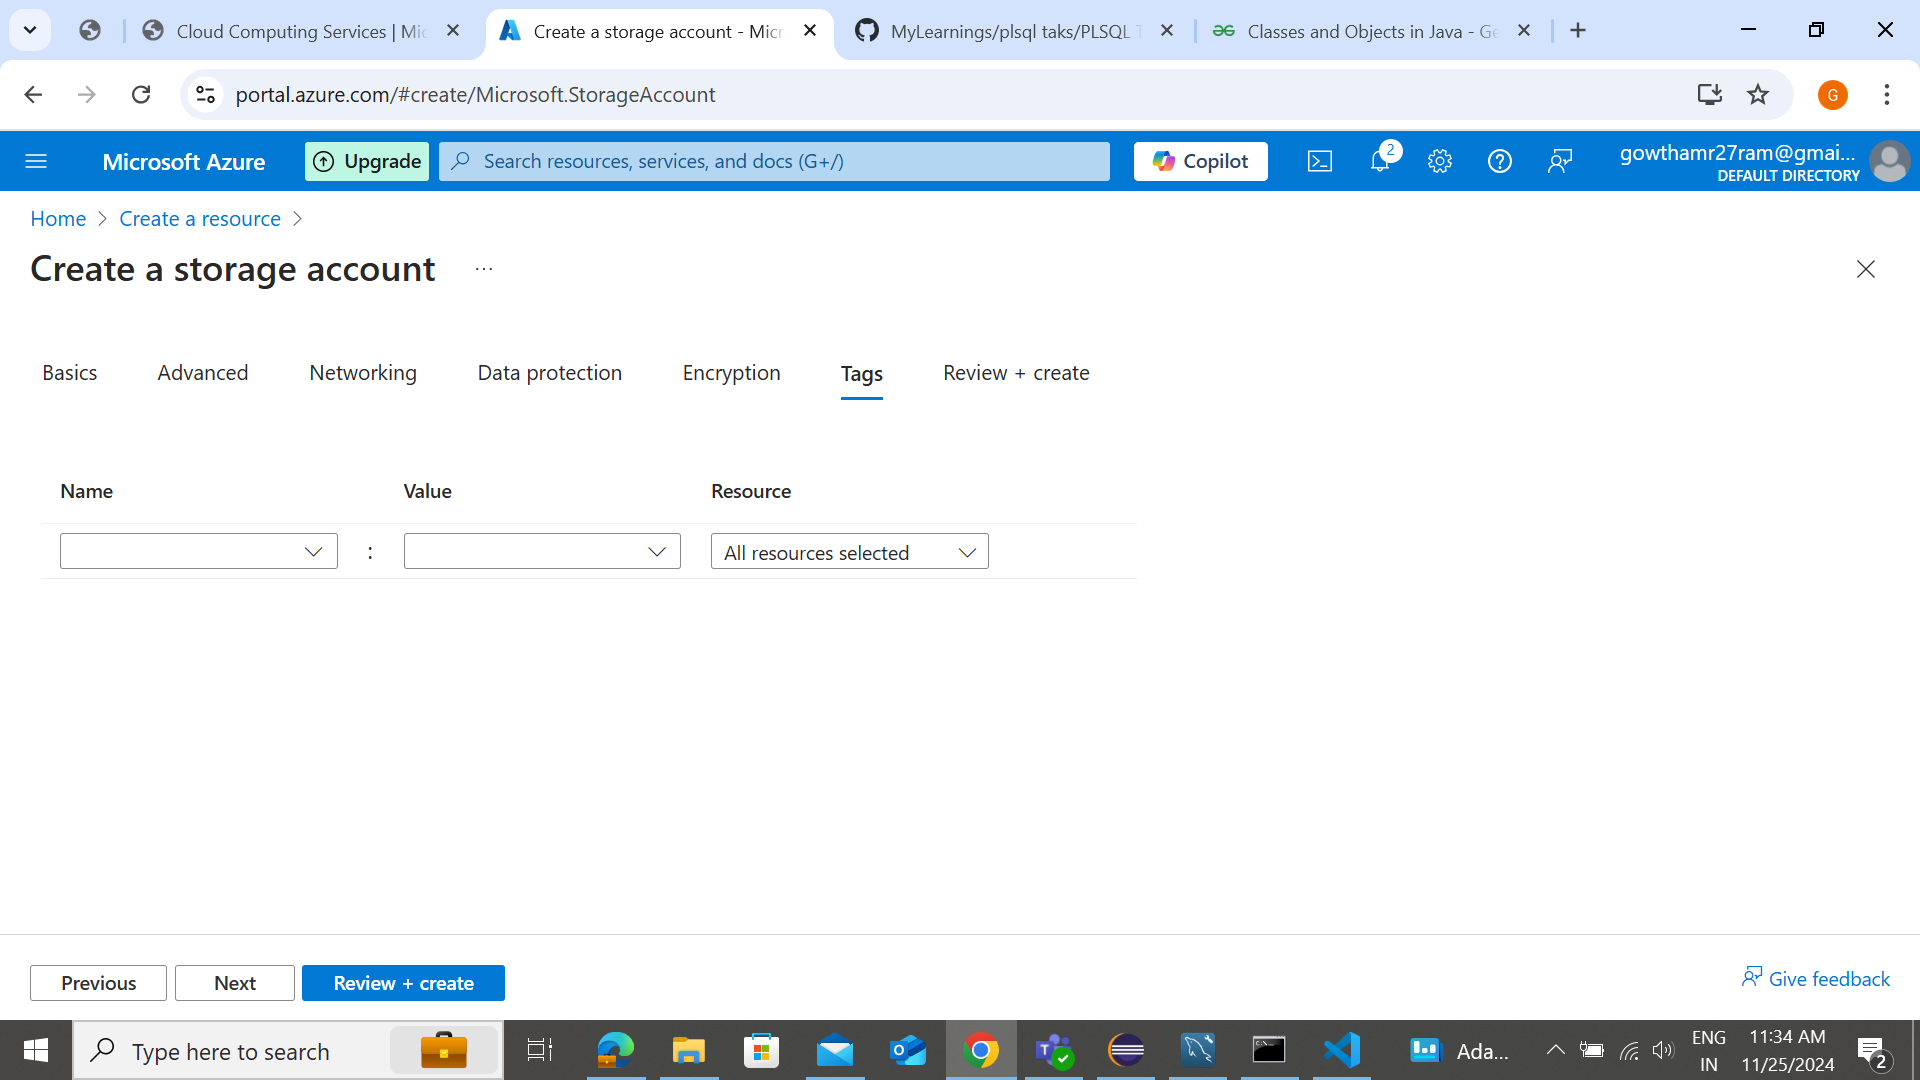 Cloud Computing Services | Mic
Create a storage account - Micr
MyLearnings/plsql taks/PLSQL T
Classes and Objects in Java - Ge
portal.azure.com/#create/Microsoft.StorageAccount
G
Microsoft Azure
Upgrade
Search resources, services, and docs (G+/)
Copilot
2
gowthamr27ram@gmai...
DEFAULT DIRECTORY
Home > Create a resource >
Create a storage account ...
Basics Advanced Networking Data protection Encryption Tags Review + create
Name Value Resource
: All resources selected
Previous Next Review + create
Give feedback
Type here to search
Ada...
ENG
IN
11:34 AM
11/25/2024
2